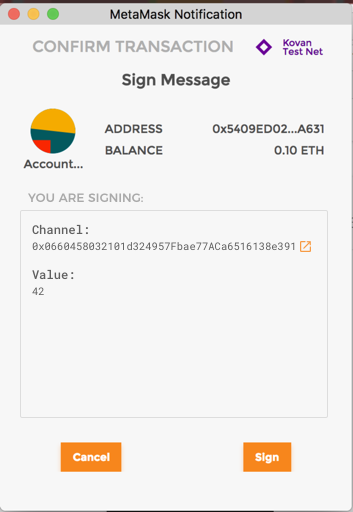 MetaMask Notification
CONFIRM TRANSACTION
Kovan
Test Net
Sign Message
ADDRESS 0x5409ED02...A631
BALANCE 0.10 ETH
Account...
YOU ARE SIGNING:
Channel:
0x0660458032101d324957Fbae77ACa6516138e391
Value:
42
Cancel Sign